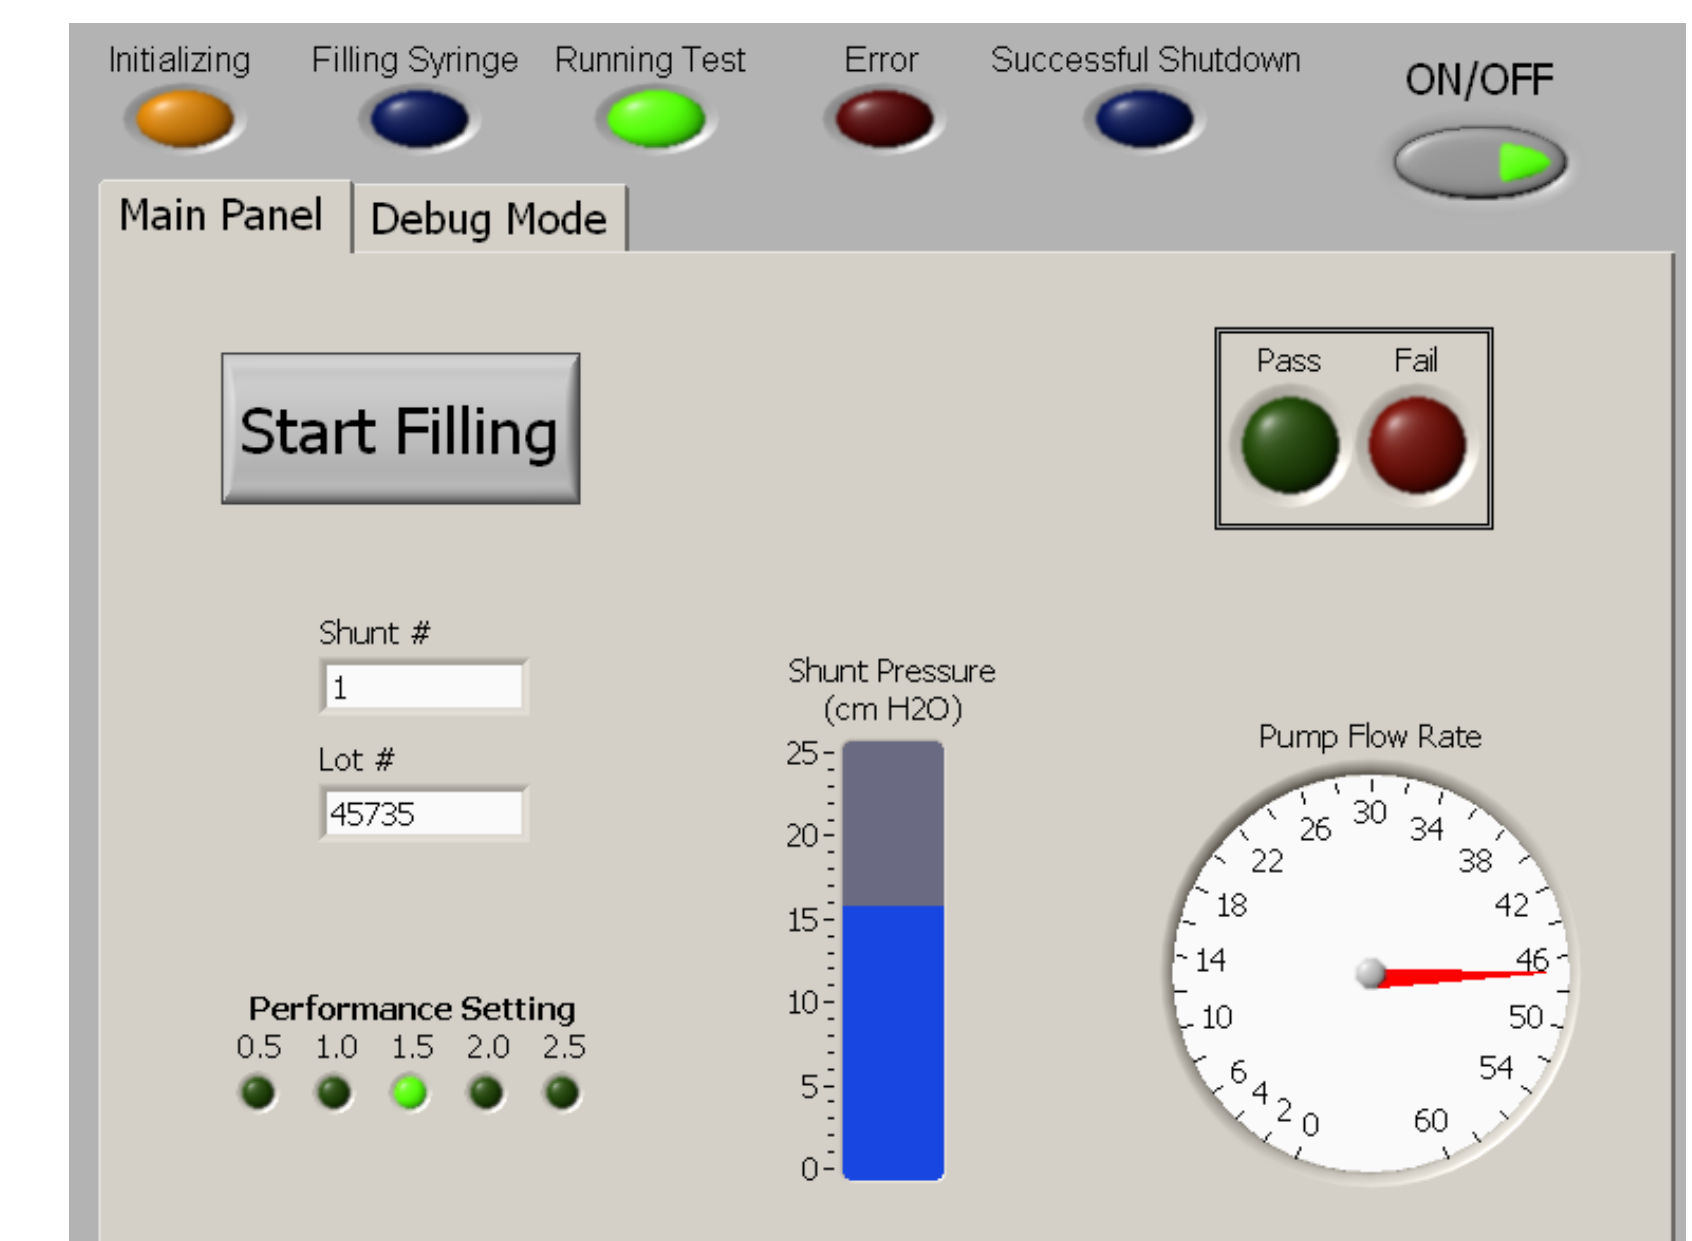 Initializing Filling Syringe Running Test Error Successful Shutdown
ON/OFF
Main Panel Debug Mode
Start Filling
Pass Fail
Shunt #
1
Lot #
45735
Performance Setting
0.5 1.0 1.5 2.0 2.5
Shunt Pressure
(cm H2O)
25
20
15
10
5
0
Pump Flow Rate
0
2
4
6
10
14
18
22
26
30
34
38
42
46
50
54
60